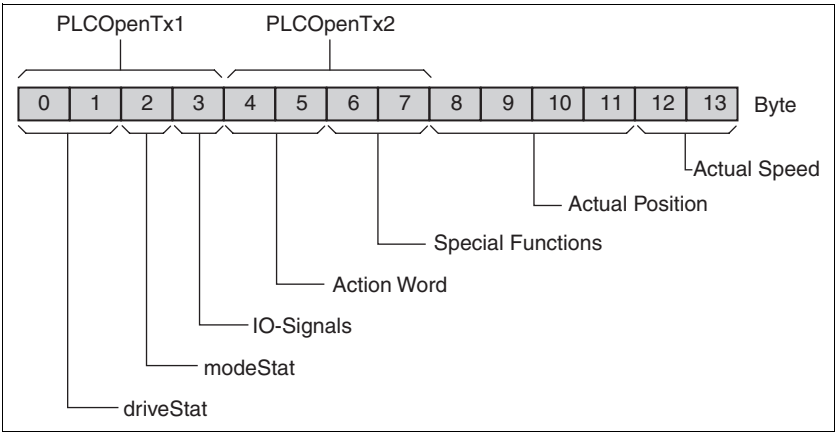 PLCOpenTx1 PLCOpenTx2
0 1 2 3 4 5 6 7 8 9 10 11 12 13 Byte
Actual Speed
Actual Position
Special Functions
Action Word
IO-Signals
modeStat
driveStat